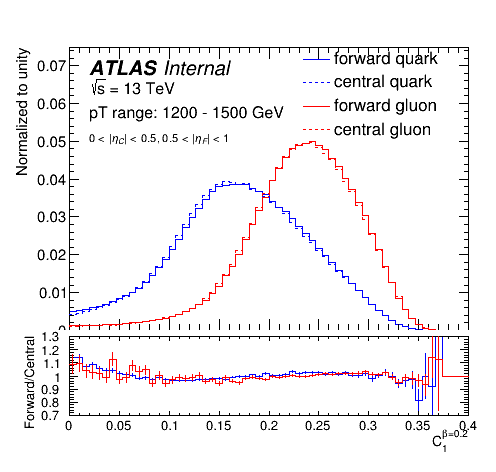 Normalized to unity
0.07
0.06
0.05
0.04
0.03
0.02
0.01
0
ATLAS Internal
√s = 13 TeV
pT range: 1200 - 1500 GeV
0 < |η_C| < 0.5, 0.5 < |η_F| < 1
forward quark
central quark
forward gluon
central gluon
Forward/Central
1.3
1.2
1.1
1
0.9
0.8
0.7
0 0.05 0.1 0.15 0.2 0.25 0.3 0.35 0.4
C_1^{β=0.2}